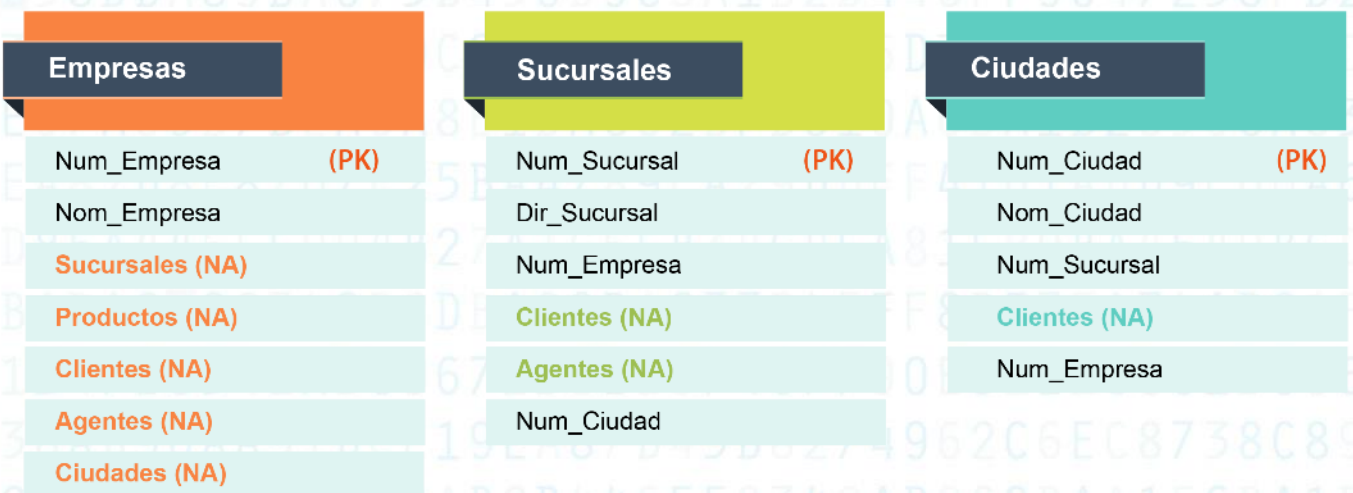 Empresas
Num_Empresa (PK)
Nom_Empresa
Sucursales (NA)
Productos (NA)
Clientes (NA)
Agentes (NA)
Ciudades (NA)
Sucursales
Num_Sucursal (PK)
Dir_Sucursal
Num_Empresa
Clientes (NA)
Agentes (NA)
Num_Ciudad
Ciudades
Num_Ciudad (PK)
Nom_Ciudad
Num_Sucursal
Clientes (NA)
Num_Empresa